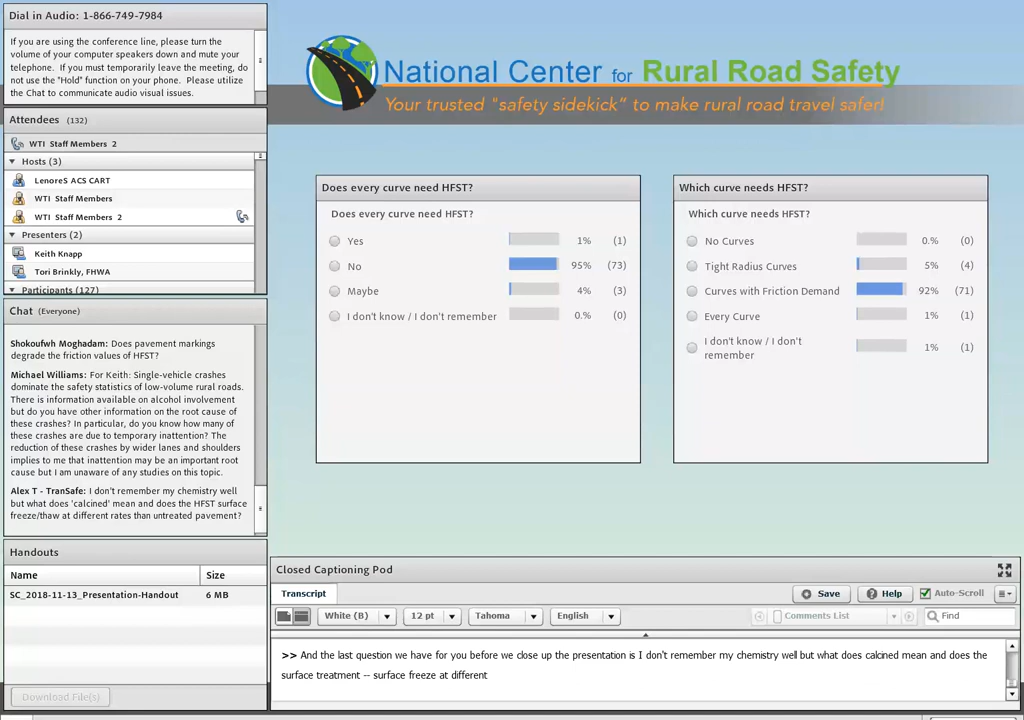 Dial in Audio: 1-866-749-7984
If you are using the conference line, please turn the
volume of your computer speakers down and mute your
telephone. If you must temporarily leave the meeting, do
not use the "Hold" function on your phone. Please utilize
the Chat to communicate audio visual issues.
Attendees (132)
WTI Staff Members 2
Hosts (3)
LenoreS ACS CART
WTI Staff Members
WTI Staff Members 2
Presenters (2)
Keith Knapp
Tori Brinkly, FHWA
Participants (127)
Chat (Everyone)
Shokoufwh Moghadam: Does pavement markings
degrade the friction values of HFST?
Michael Williams: For Keith: Single-vehicle crashes
dominate the safety statistics of low-volume rural roads.
There is information available on alcohol involvement
but do you have other information on the root cause of
these crashes? In particular, do you know how many of
these crashes are due to temporary inattention? The
reduction of these crashes by wider lanes and shoulders
implies to me that inattention may be an important root
cause but I am unaware of any studies on this topic.
Alex T - TranSafe: I don't remember my chemistry well
but what does 'calcined' mean and does the HFST surface
freeze/thaw at different rates than untreated pavement?
Handouts
Name Size
SC_2018-11-13_Presentation-Handout 6 MB
Download File(s)
National Center for Rural Road Safety
Your trusted "safety sidekick" to make rural road travel safer!
Does every curve need HFST?
Does every curve need HFST?
Yes 1% (1)
No 95% (73)
Maybe 4% (3)
I don't know / I don't remember 0.% (0)
Which curve needs HFST?
Which curve needs HFST?
No Curves 0.% (0)
Tight Radius Curves 5% (4)
Curves with Friction Demand 92% (71)
Every Curve 1% (1)
I don't know / I don't
remember 1% (1)
Closed Captioning Pod
Transcript Save Help Auto-Scroll
White (B) 12 pt Tahoma English Comments List Find
>> And the last question we have for you before we close up the presentation is I don't remember my chemistry well but what does calcined mean and does the
surface treatment -- surface freeze at different